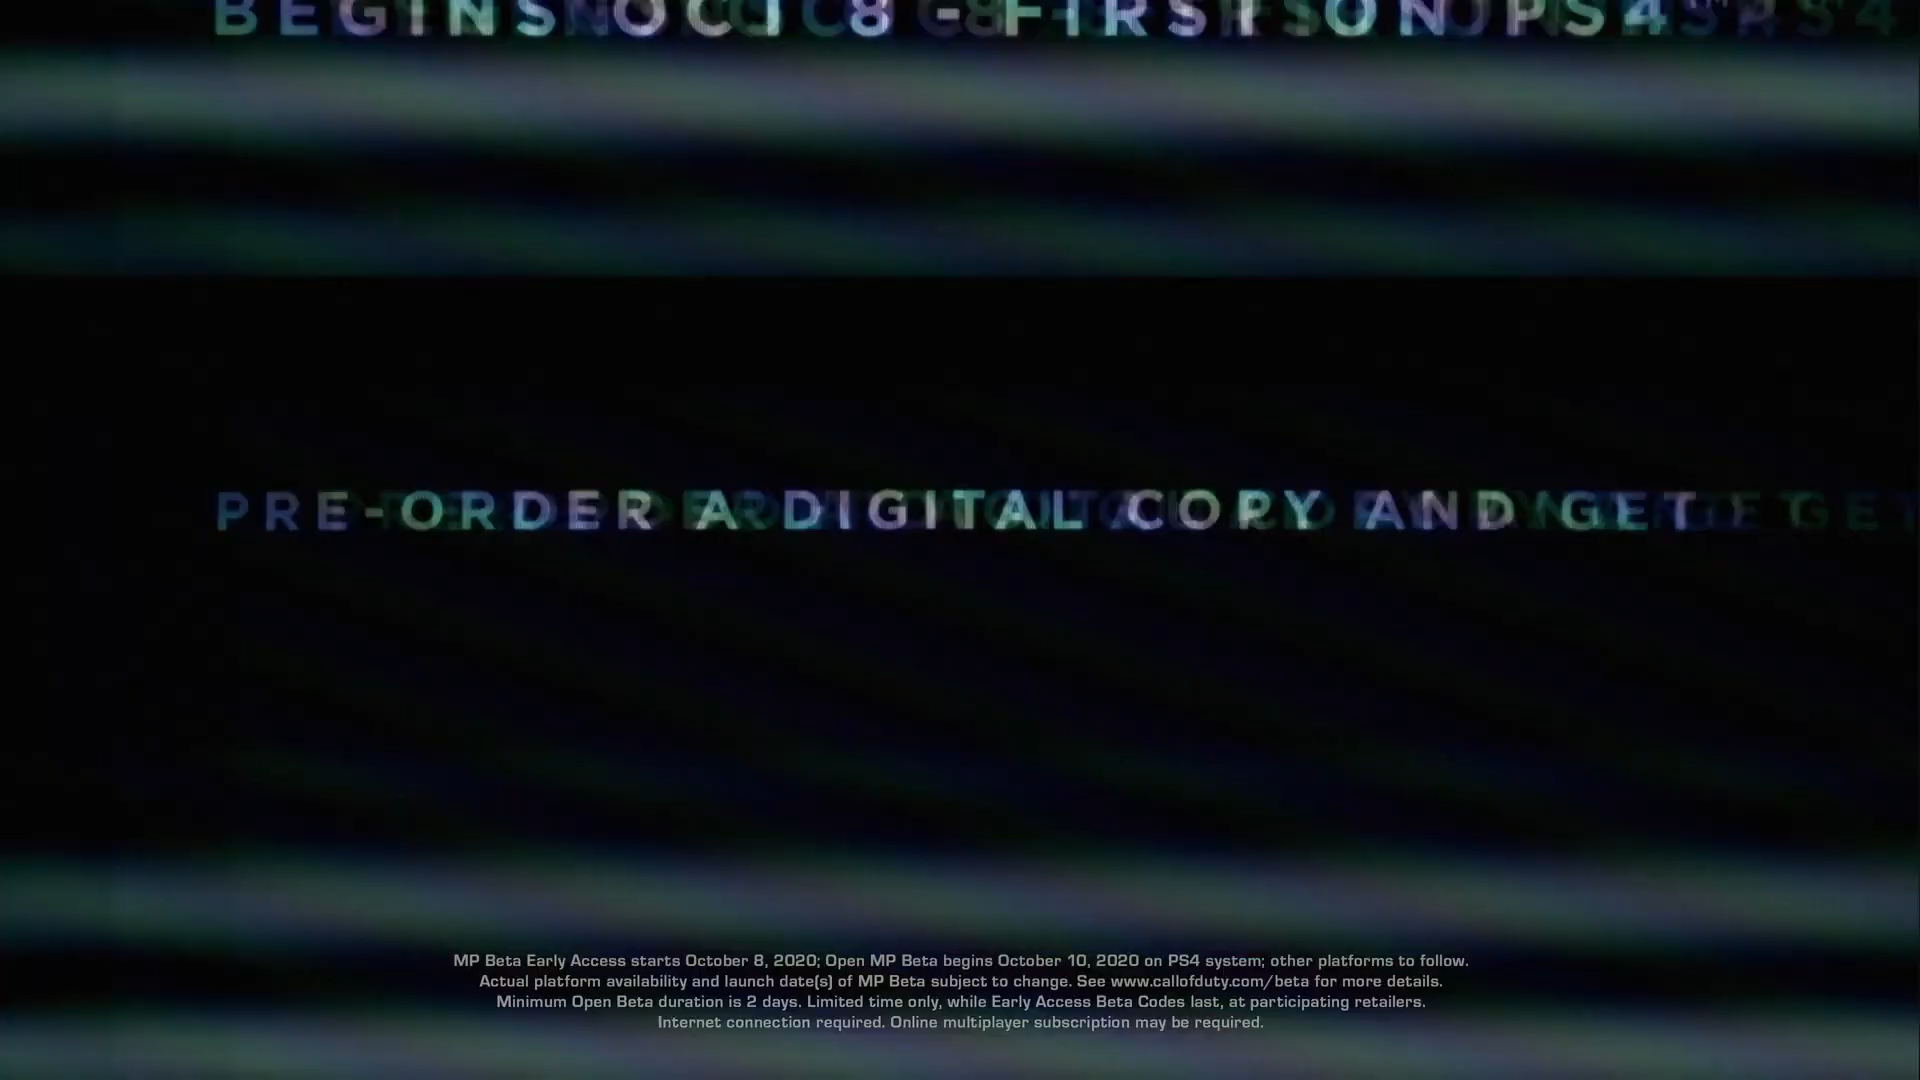 BEGINS OCT 8 - FIRST ON PS4
PRE-ORDER A DIGITAL COPY AND GET
MP Beta Early Access starts October 8, 2020; Open MP Beta begins October 10, 2020 on PS4 system; other platforms to follow.
Actual platform availability and launch date(s) of MP Beta subject to change. See www.callofduty.com/beta for more details.
Minimum Open Beta duration is 2 days. Limited time only, while Early Access Beta Codes last, at participating retailers.
Internet connection required. Online multiplayer subscription may be required.